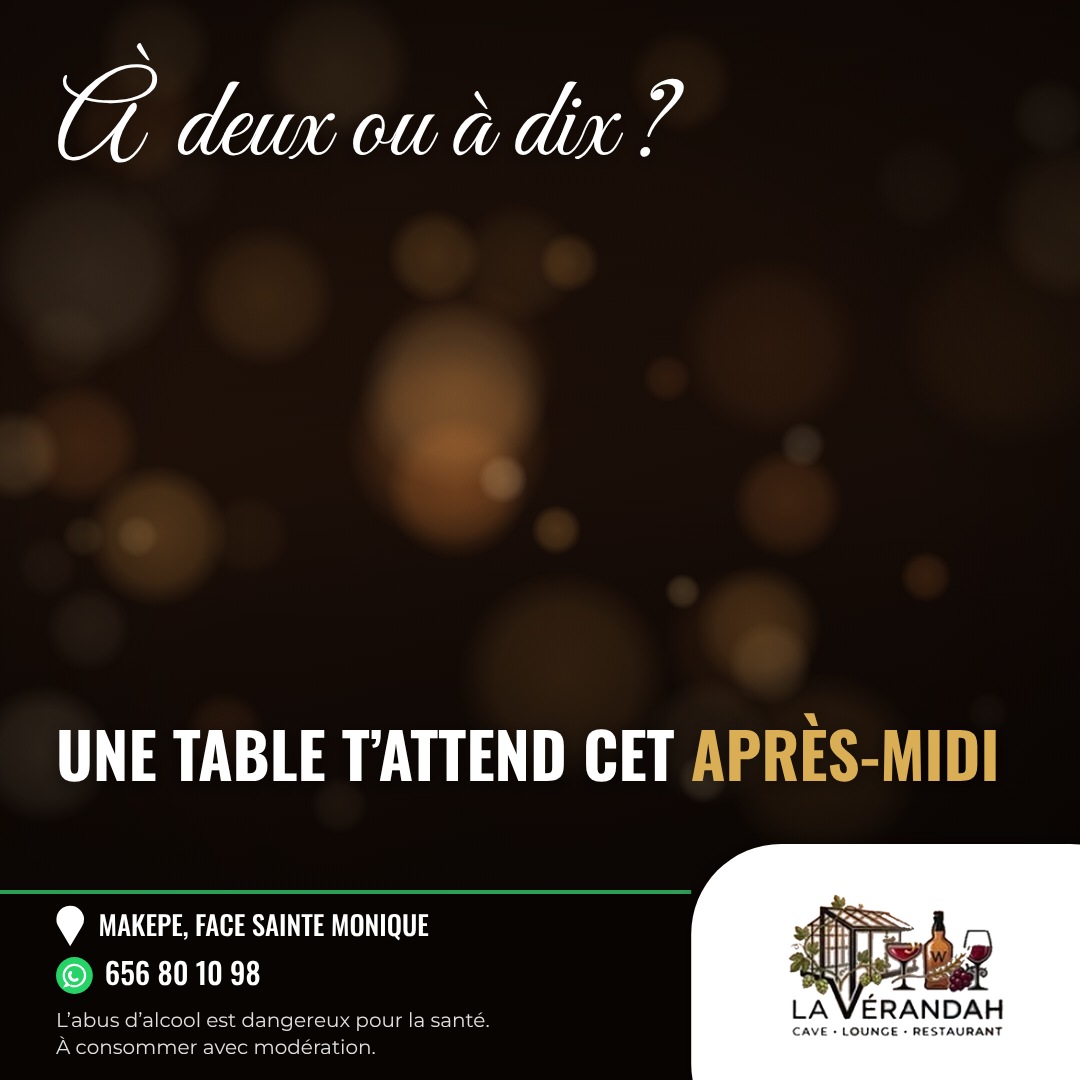 À deux ou à dix ?
UNE TABLE T’ATTEND CET APRÈS-MIDI
MAKEPE, FACE SAINTE MONIQUE
656 80 10 98
L’abus d’alcool est dangereux pour la santé.
À consommer avec modération.
W
LA VÉRANDAH
CAVE • LOUNGE • RESTAURANT